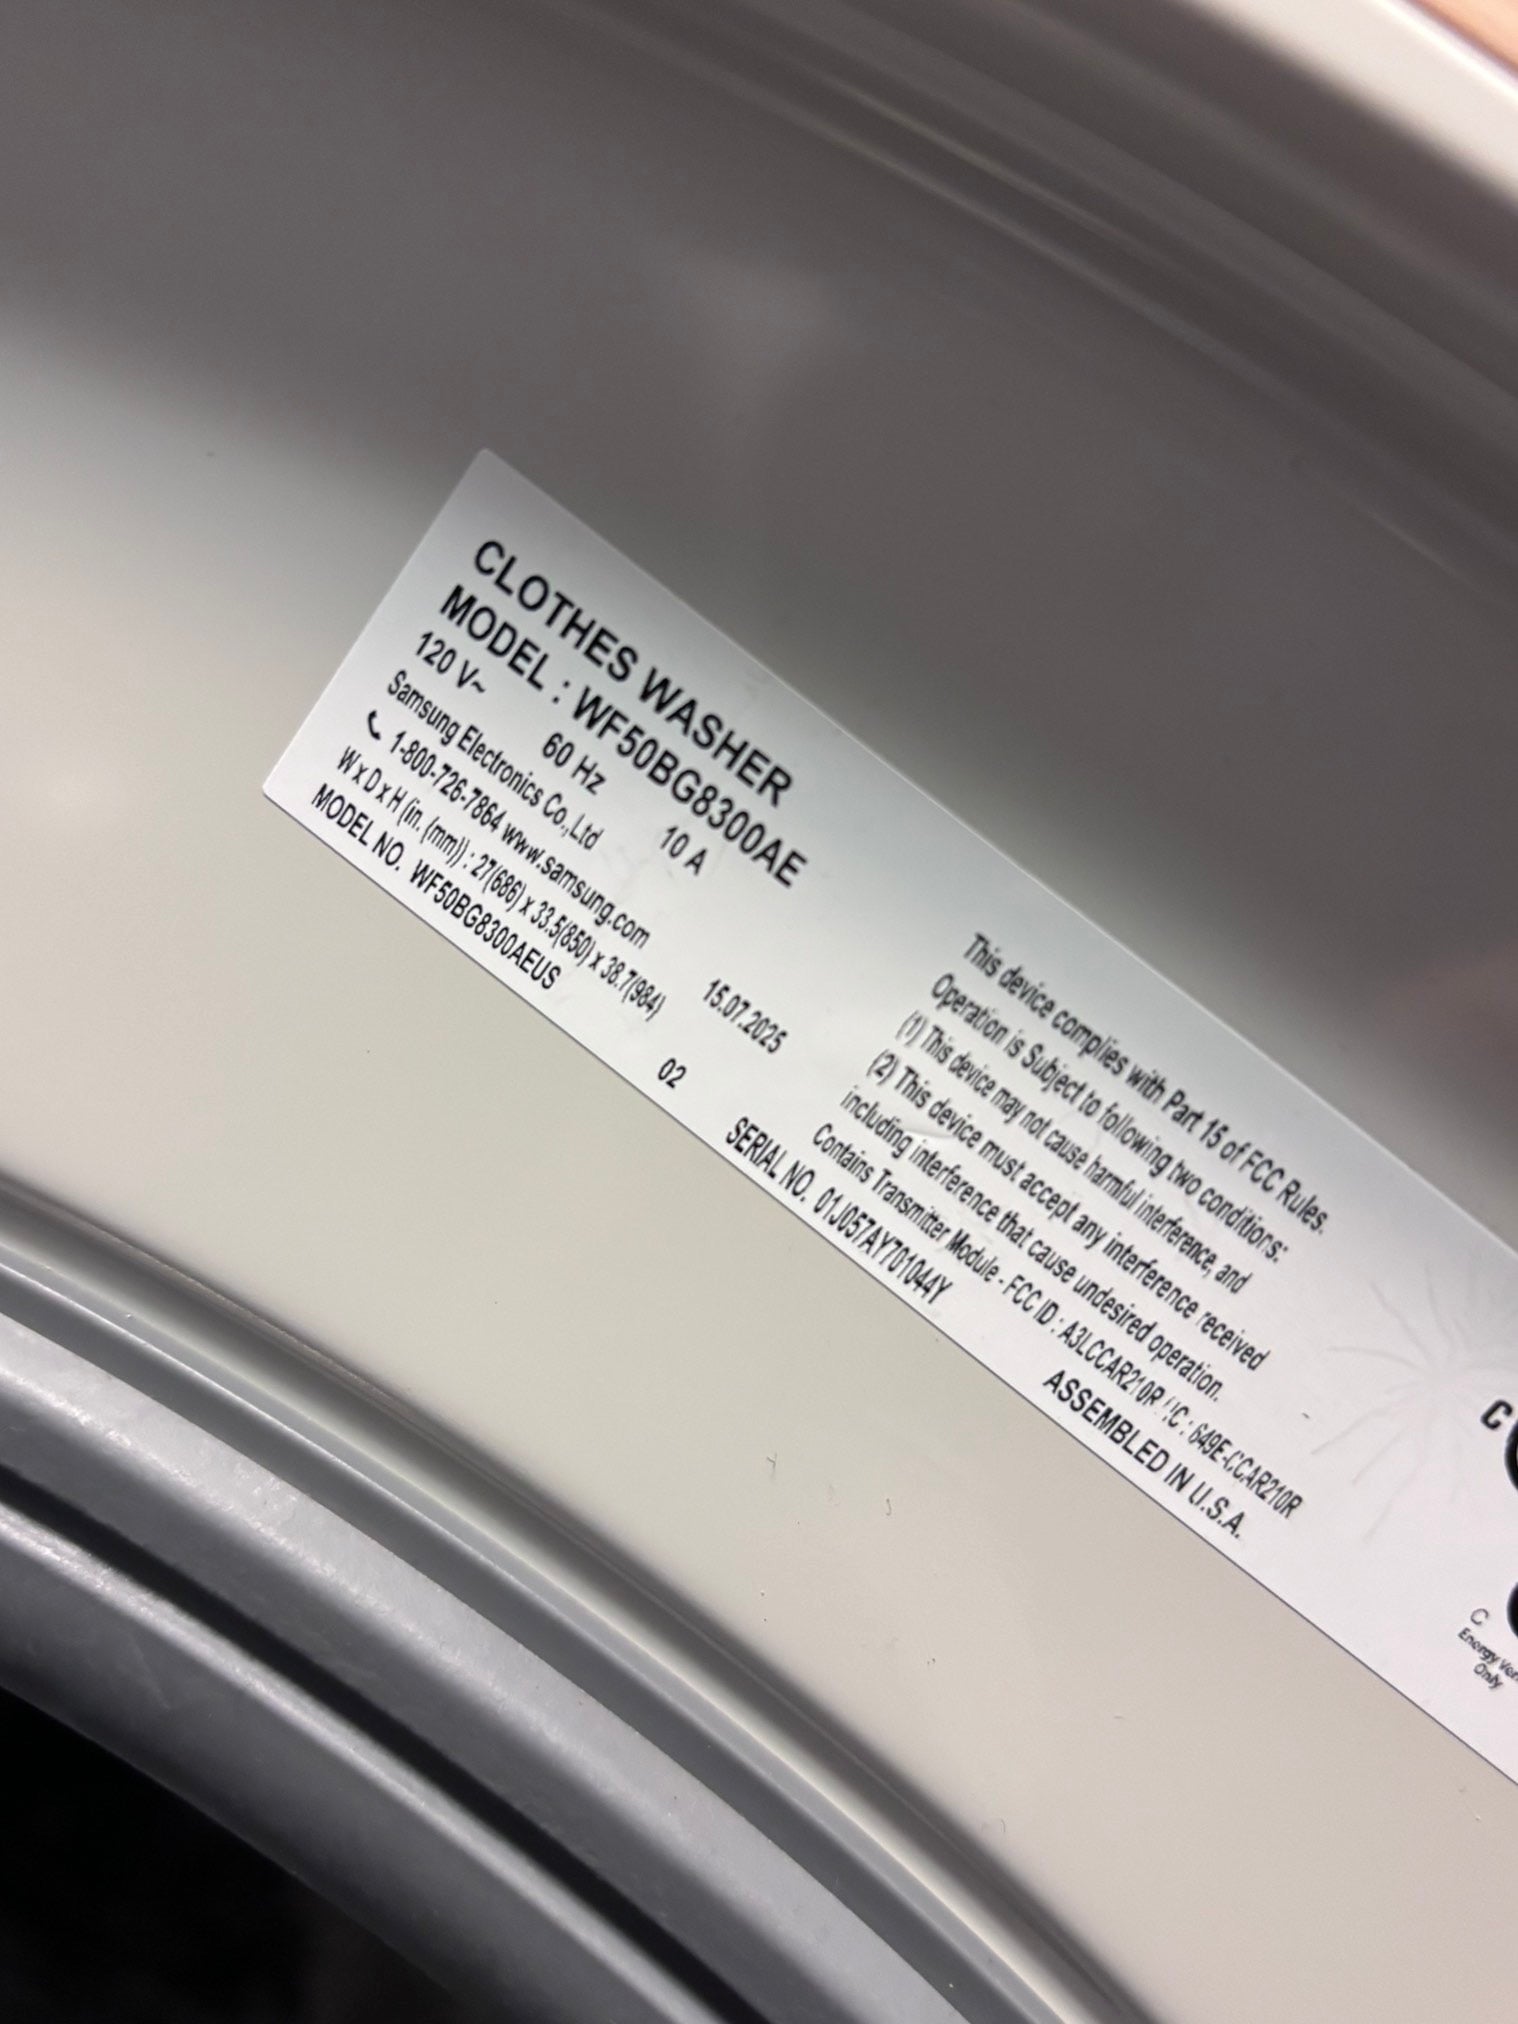 CLOTHES WASHER
MODEL : WF50BG8300AE
120 V~ 60 Hz 10 A
Samsung Electronics Co.,Ltd
1-800-726-7864 www.samsung.com
W x D x H (in. (mm)) : 27(686) x 33.5(850) x 38.7(984)
15.07.2025
MODEL NO. WF50BG8300AEUS 02 SERIAL NO. 01J057AY701044Y ASSEMBLED IN U.S.A.
This device complies with Part 15 of FCC Rules.
Operation is Subject to following two conditions:
(1) This device may not cause harmful interference, and
(2) This device must accept any interference received
including interference that cause undesired operation.
Contains Transmitter Module - FCC ID : A3LCCAR210R IC : 649E-CCAR210R
C
C
Energy
Only